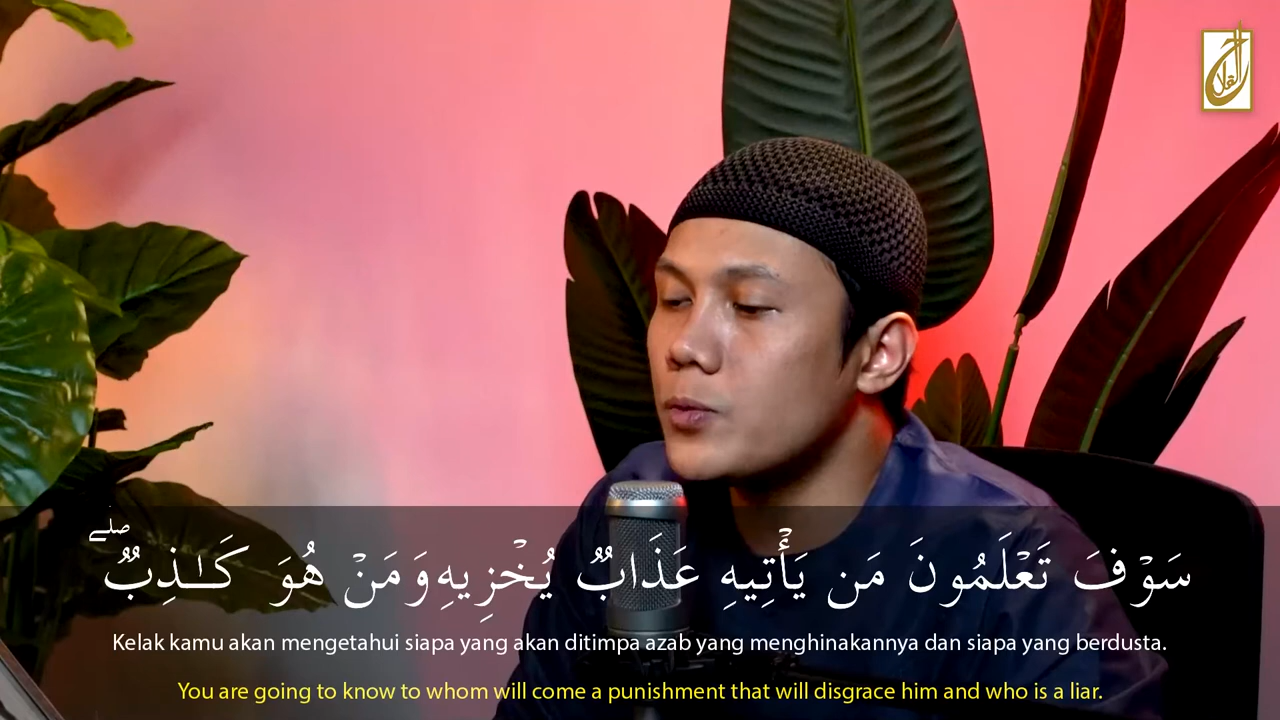 الفلاح
سَوْفَ تَعْلَمُونَ مَن يَأْتِيهِ عَذَابٌ يُخْزِيهِ وَمَنْ هُوَ كَـٰذِبٌ ۖ
Kelak kamu akan mengetahui siapa yang akan ditimpa azab yang menghinakannya dan siapa yang berdusta.
You are going to know to whom will come a punishment that will disgrace him and who is a liar.